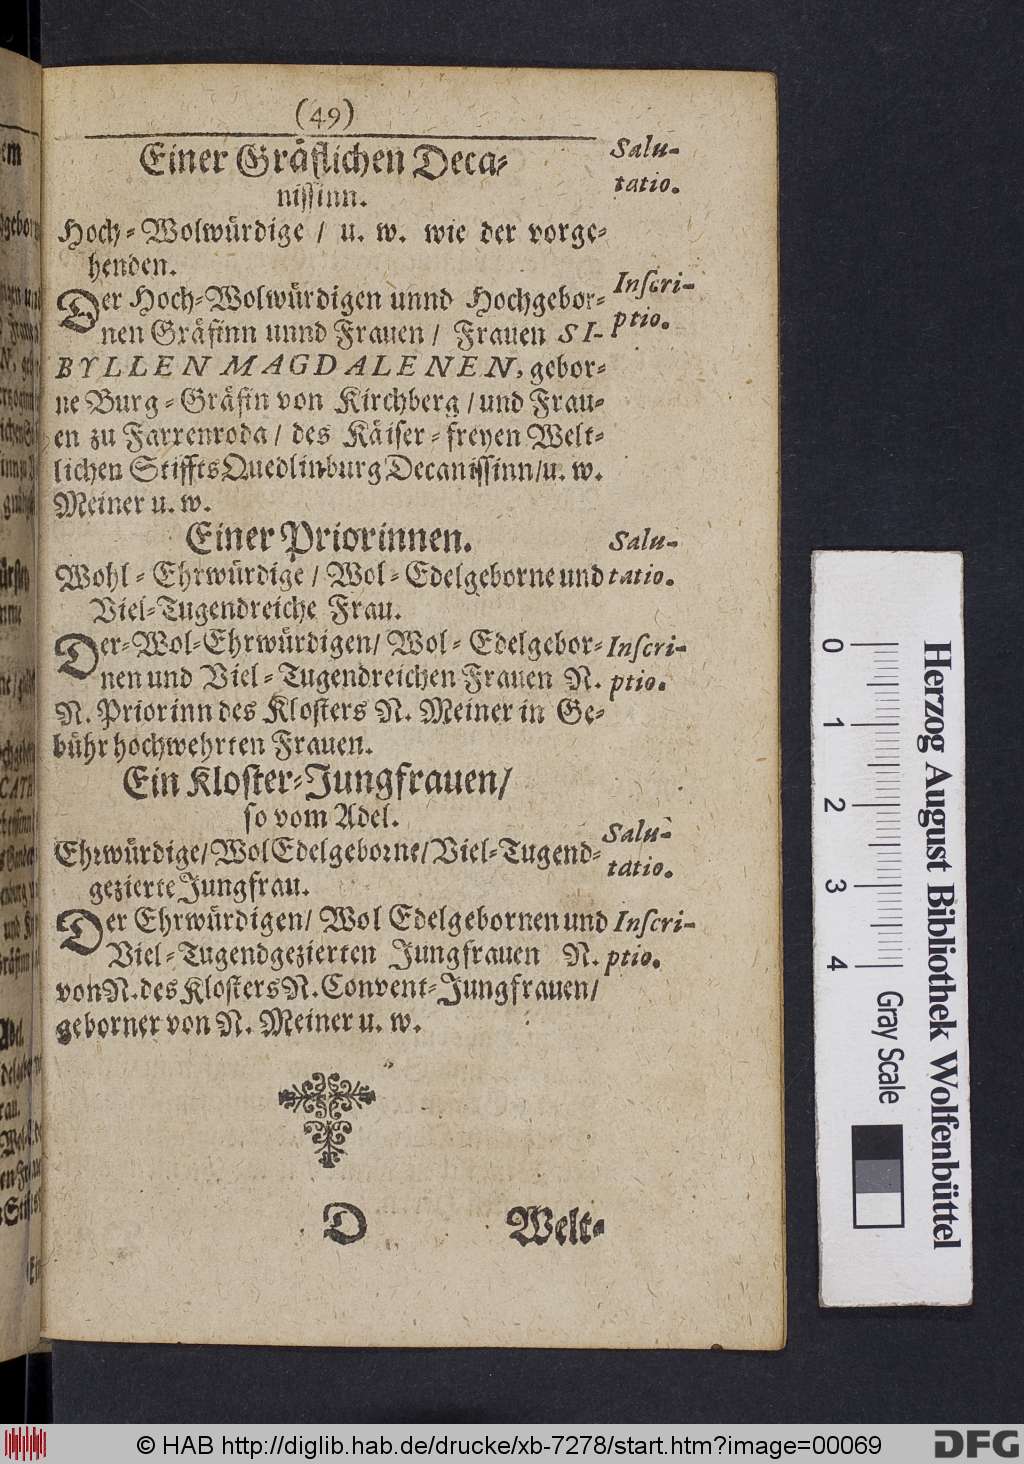 (49)
Einer Gräflichen Deca-
nissinn.
Salu-
tatio.
Hoch-Wolwürdige / u. w. wie der vorge-
henden.
Der Hoch-Wolwürdigen unnd Hochgebor-
nen Gräfinn unnd Frauen / Frauen SI-
BYLLEN MAGDALENEN, gebor-
ne Burg-Gräfin von Kirchberg / und Frau-
en zu Farrenroda / des Käiser-freyen Welt-
lichen Stiffts Quedlinburg Decanissinn / u. w.
Meiner u. w.
Inscri-
ptio.
Einer Priorinnen.
Wohl-Ehrwürdige / Wol-Edelgeborne und
Viel-Tugendreiche Frau.
Salu-
tatio.
Der-Wol-Ehrwürdigen / Wol-Edelgebor-
nen und Viel-Tugendreichen Frauen N.
N. Priorinn des Klosters N. Meiner in Ge-
bühr hochwehrten Frauen.
Inscri-
ptio.
Ein Kloster-Jungfrauen /
so vom Adel.
Ehrwürdige / Wol Edelgeborne / Viel-Tugend-
gezierte Jungfrau.
Salu-
tatio.
Der Ehrwürdigen / Wol Edelgebornen und
Viel-Tugendgezierten Jungfrauen N.
von N. des Klosters N. Convent-Jungfrauen /
geborner von N. Meiner u. w.
Inscri-
ptio.
D Welt-
0 1 2 3 4
Gray Scale
Herzog August Bibliothek Wolfenbüttel
© HAB http://diglib.hab.de/drucke/xb-7278/start.htm?image=00069
DFG